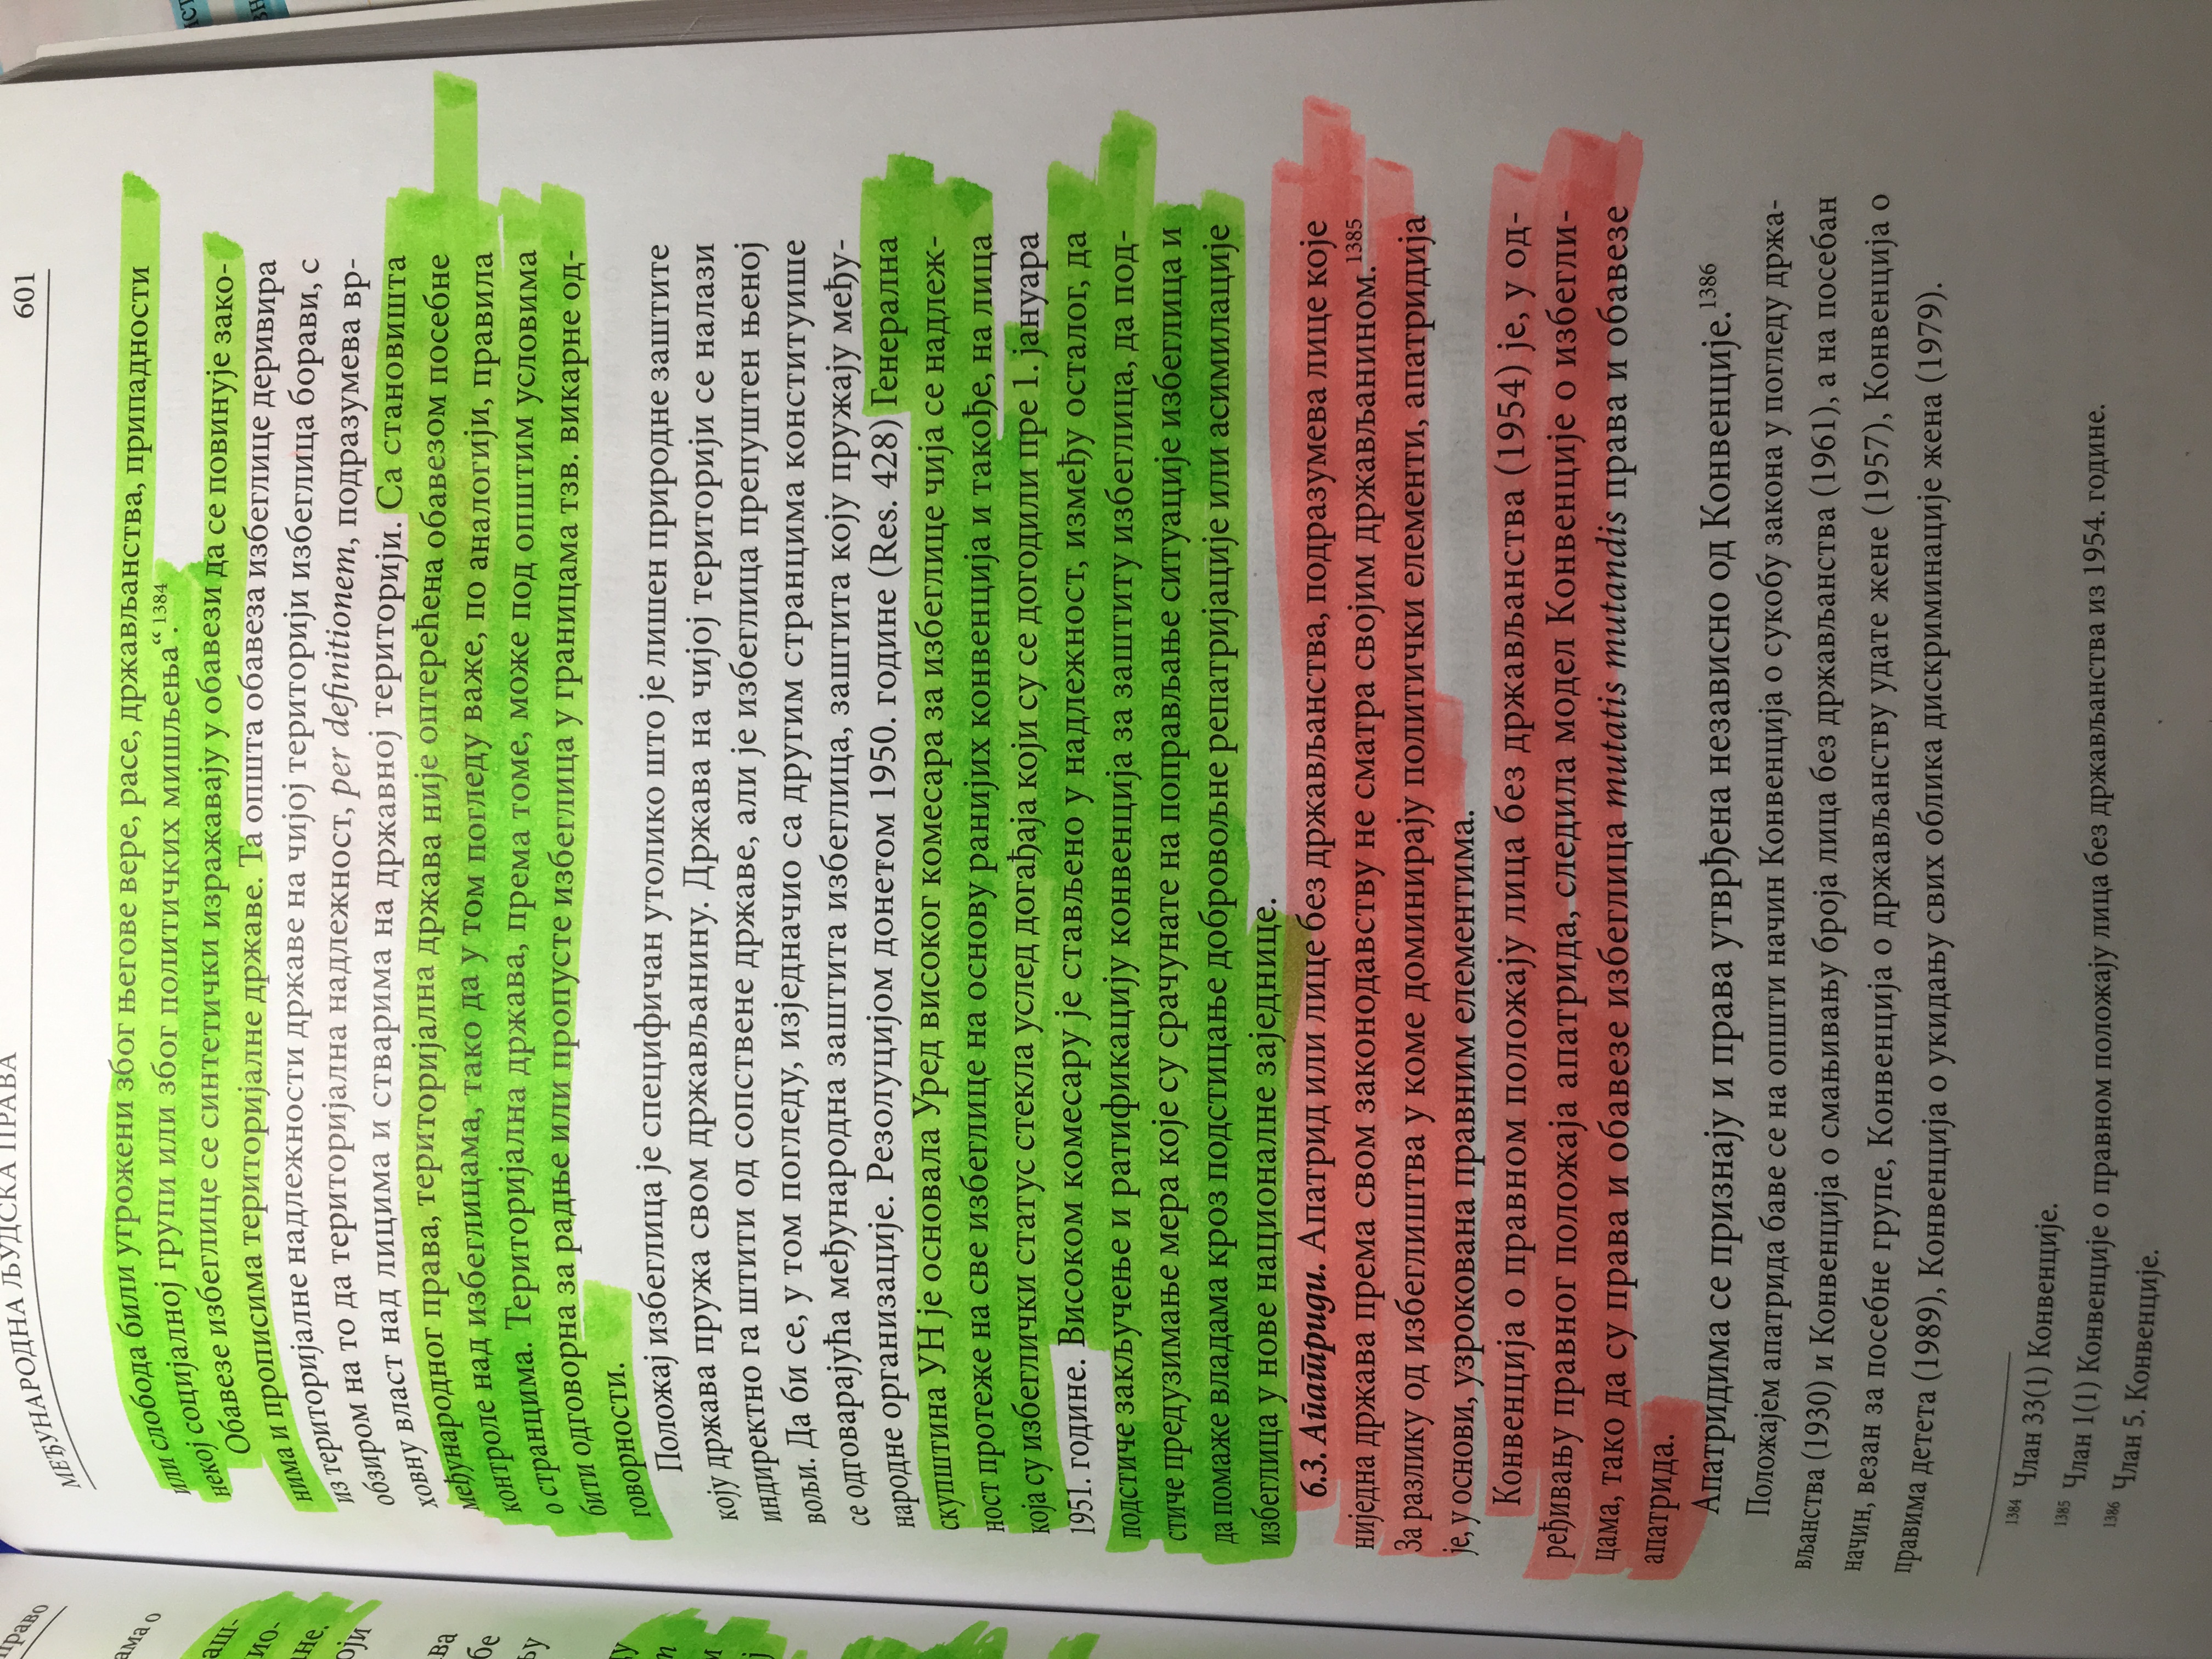 МЕЂУНАРОДНА ЉУДСКА ПРАВА
601
или слобода били угрожени због његове вере, расе, држављанства, припадности
некој социјалној групи или због политичких мишљења“.1384
Обавезе избеглице се синтетички изражавају у обавези да се повинује зако-
нима и прописима територијалне државе. Та општа обавеза избеглице деривира
из територијалне надлежности државе на чијој територији избеглица борави, с
обзиром на то да територијална надлежност, per definitionem, подразумева вр-
ховну власт над лицима и стварима на државној територији. Са становишта
међународног права, територијална држава није оптерећена обавезом посебне
контроле над избеглицама, тако да у том погледу важе, по аналогији, правила
о странцима. Територијална држава, према томе, може под општим условима
бити одговорна за радње или пропусте избеглица у границама тзв. викарне од-
говорности.
Положај избеглица је специфичан утолико што је лишен природне заштите
коју држава пружа свом држављанину. Држава на чијој територији се налази
индиректно га штити од сопствене државе, али је избеглица препуштен њеној
вољи. Да би се, у том погледу, изједначио са другим странцима конституише
се одговарајућа међународна заштита избеглица, заштита коју пружају међу-
народне организације. Резолуцијом донетом 1950. године (Res. 428) Генерална
скупштина УН је основала Уред високог комесара за избеглице чија се надлеж-
ност протеже на све избеглице на основу ранијих конвенција и такође, на лица
која су избеглички статус стекла услед догађаја који су се догодили пре 1. јануара
1951. године. Високом комесару је стављено у надлежност, између осталог, да
подстиче закључење и ратификацију конвенција за заштиту избеглица, да под-
стиче предузимање мера које су срачунате на поправљање ситуације избеглица и
да помаже владама кроз подстицање добровољне репатријације или асимилације
избеглица у нове националне заједнице.
6.3. Апатриди. Апатрид или лице без држављанства, подразумева лице које
ниједна држава према свом законодавству не сматра својим држављанином.1385
За разлику од избеглиштва у коме доминирају политички елементи, апатридија
је, у основи, узрокована правним елементима.
Конвенција о правном положају лица без држављанства (1954) је, у од-
ређивању правног положаја апатрида, следила модел Конвенције о избегли-
цама, тако да су права и обавезе избеглица mutatis mutandis права и обавезе
апатрида.
Апатридима се признају и права утврђена независно од Конвенције.1386
Положајем апатрида баве се на општи начин Конвенција о сукобу закона у погледу држа-
вљанства (1930) и Конвенција о смањивању броја лица без држављанства (1961), а на посебан
начин, везан за посебне групе, Конвенција о држављанству удате жене (1957), Конвенција о
правима детета (1989), Конвенција о укидању свих облика дискриминације жена (1979).
1384 Члан 33(1) Конвенције.
1385 Члан 1(1) Конвенције о правном положају лица без држављанства из 1954. године.
1386 Члан 5. Конвенције.